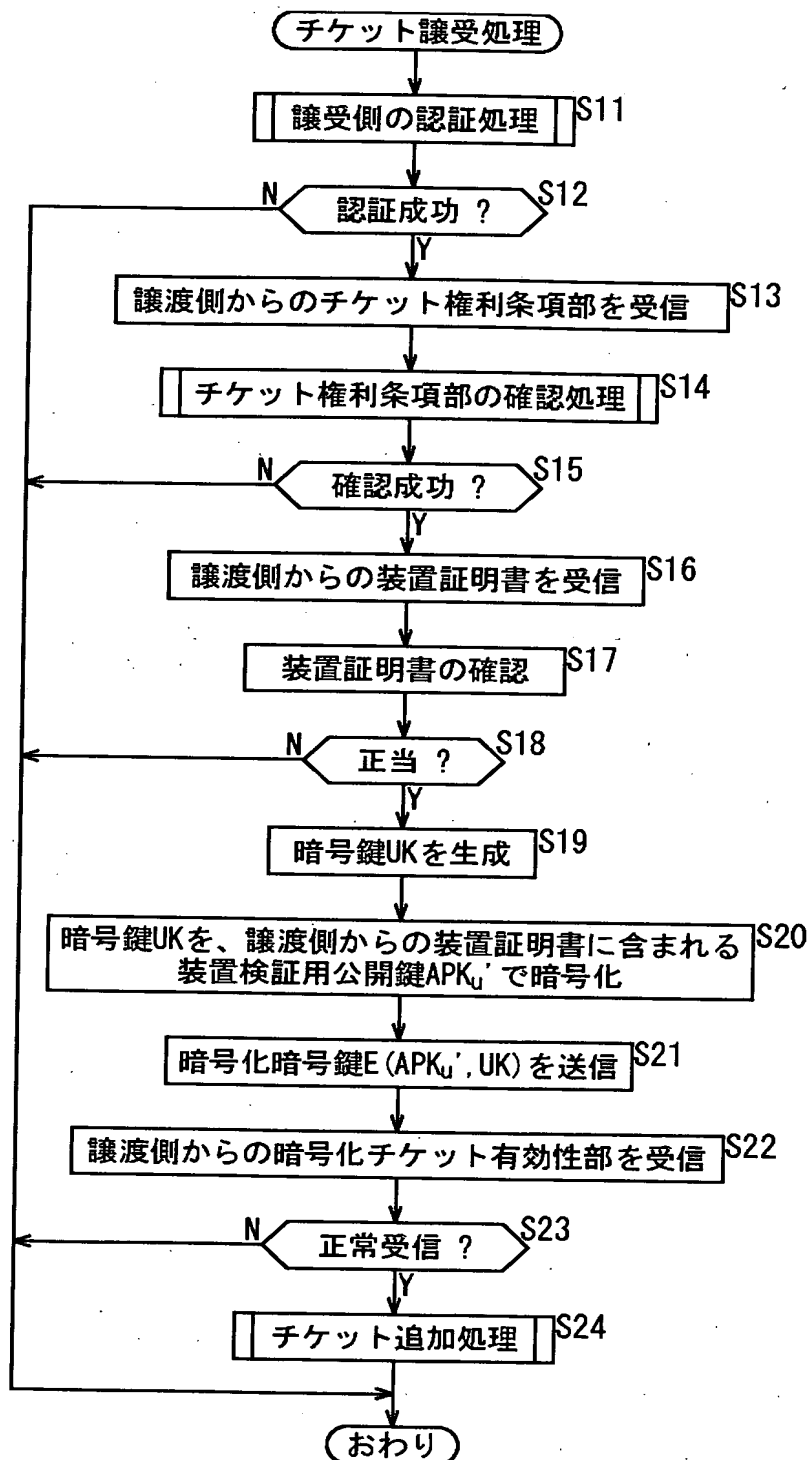 チケット譲受処理
譲受側の認証処理 S11
認証成功 ? S12
N
Y
譲渡側からのチケット権利条項部を受信 S13
チケット権利条項部の確認処理 S14
確認成功 ? S15
N
Y
譲渡側からの装置証明書を受信 S16
装置証明書の確認 S17
正当 ? S18
N
Y
暗号鍵UKを生成 S19
暗号鍵UKを、譲渡側からの装置証明書に含まれる S20
装置検証用公開鍵APKu'で暗号化
暗号化暗号鍵E(APKu',UK)を送信 S21
譲渡側からの暗号化チケット有効性部を受信 S22
正常受信 ? S23
N
Y
チケット追加処理 S24
おわり